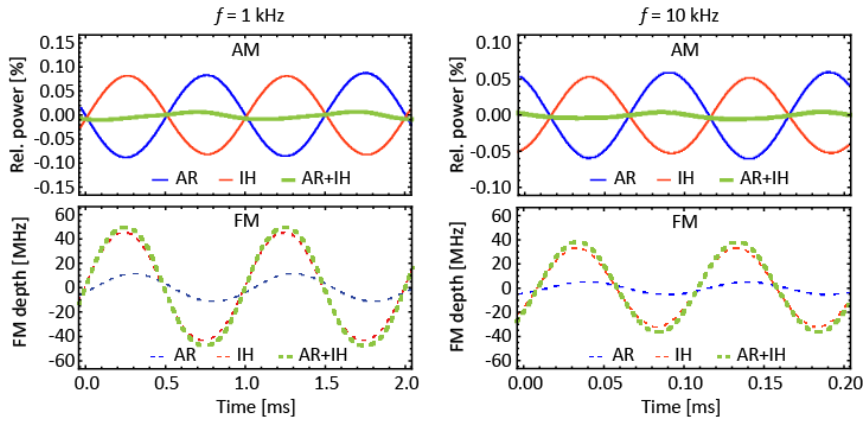 f = 1 kHz
AM
Rel. power [%]
0.15
0.10
0.05
0.00
-0.05
-0.10
-0.15
AR IH AR+IH
FM
FM depth [MHz]
60
40
20
0
-20
-40
-60
AR IH AR+IH
0.0 0.5 1.0 1.5 2.0
Time [ms]
f = 10 kHz
AM
Rel. power [%]
0.10
0.05
0.00
-0.05
-0.10
AR IH AR+IH
FM
FM depth [MHz]
60
40
20
0
-20
-40
-60
AR IH AR+IH
0.00 0.05 0.10 0.15 0.20
Time [ms]